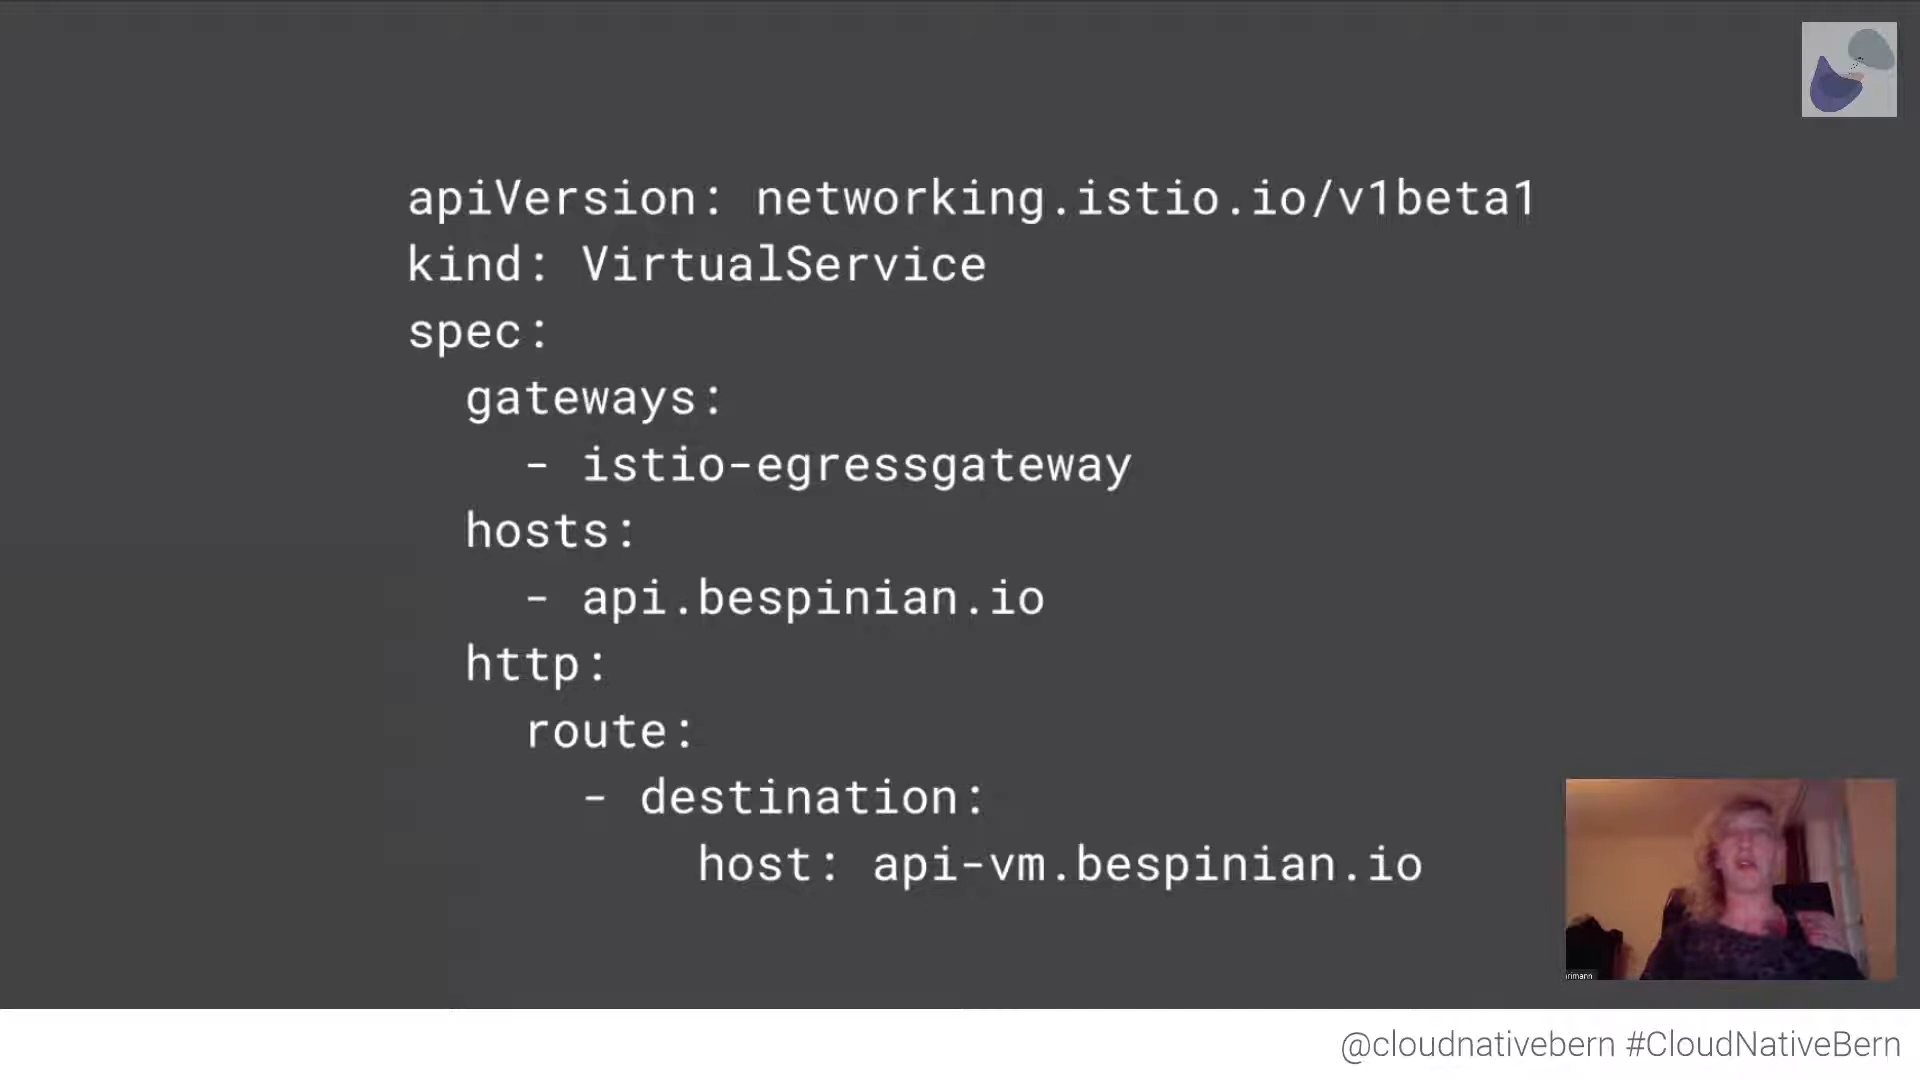 apiVersion: networking.istio.io/v1beta1
kind: VirtualService
spec:
  gateways:
    - istio-egressgateway
  hosts:
    - api.bespinian.io
  http:
    route:
      - destination:
          host: api-vm.bespinian.io
rimann
@cloudnativebern #CloudNativeBern